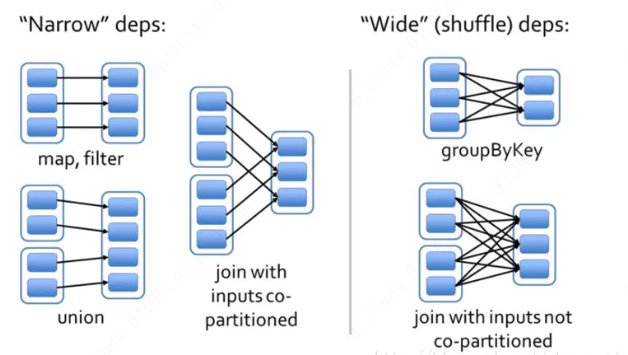 "Narrow" deps:
"Wide" (shuffle) deps:
map, filter
union
join with
inputs co-
partitioned
groupByKey
join with inputs not
co-partitioned